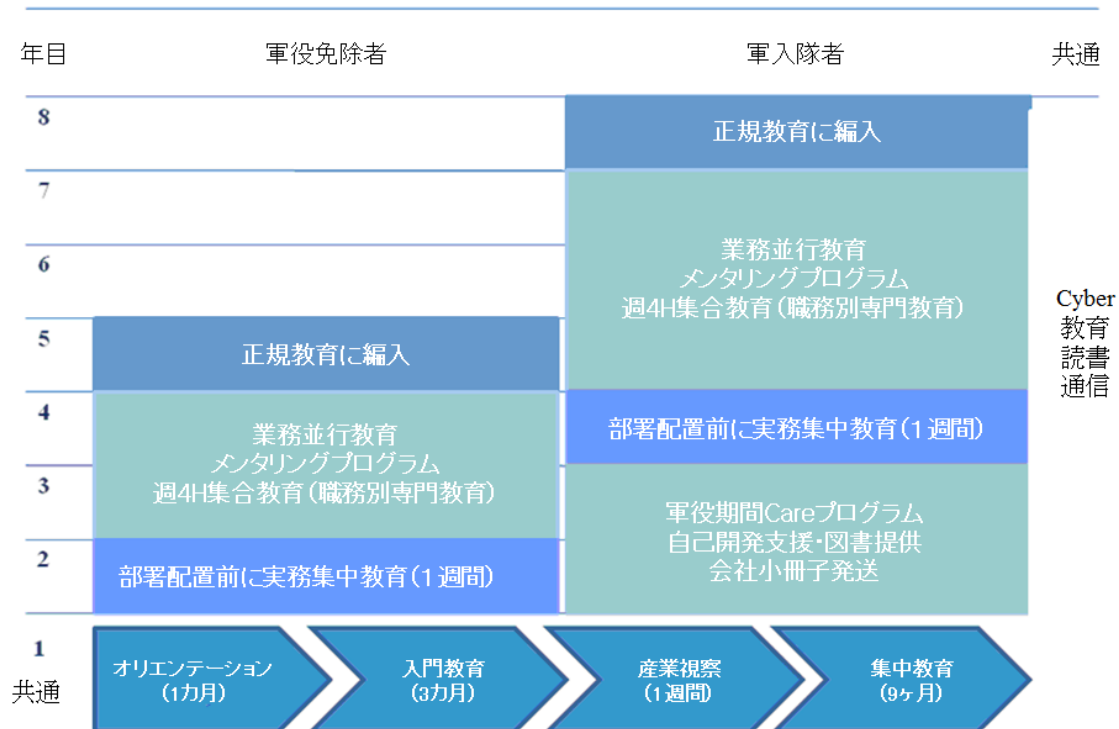 年目 軍役免除者 軍入隊者 共通
8
正規教育に編入
7
6
業務並行教育
メンタリングプログラム
週4H集合教育(職務別専門教育)
5
正規教育に編入
4
部署配置前に実務集中教育(1週間)
業務並行教育
メンタリングプログラム
週4H集合教育(職務別専門教育)
3
軍役期間Careプログラム
自己開発支援・図書提供
会社小冊子発送
2
部署配置前に実務集中教育(1週間)
Cyber
教育
読書
通信
1
共通
オリエンテーション
(1カ月)
入門教育
(3カ月)
産業視察
(1週間)
集中教育
(9ヶ月)